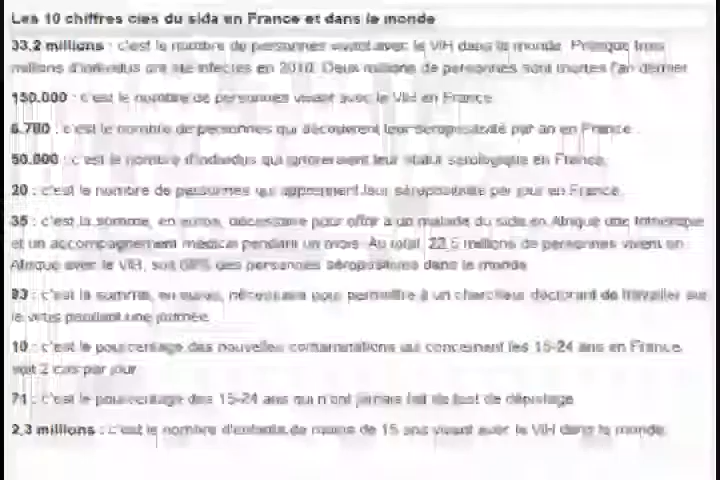 Les 10 chiffres clés du sida en France et dans le monde
33,2 millions : c'est le nombre de personnes vivant avec le VIH dans le monde. Presque trois
millions d'individus ont été infectés en 2010. Deux millions de personnes sont mortes l'an dernier.
150.000 : c'est le nombre de personnes vivant avec le VIH en France.
6.700 : c'est le nombre de personnes qui découvrent leur séropositivité par an en France.
50.000 : c'est le nombre d'individus qui ignoreraient leur statut sérologique en France.
20 : c'est le nombre de personnes qui apprennent leur séropositivité par jour en France.
35 : c'est la somme, en euros, nécessaire pour offrir à un malade du sida en Afrique une trithérapie
et un accompagnement médical pendant un mois. Au total, 22,5 millions de personnes vivent en
Afrique avec le VIH, soit 68% des personnes séropositives dans le monde.
93 : c'est la somme, en euros, nécessaire pour permettre à un chercheur doctorant de travailler sur
le virus pendant une journée.
10 : c'est le pourcentage des nouvelles contaminations qui concernent les 15-24 ans en France,
soit 2 cas par jour.
71 : c'est le pourcentage des 15-24 ans qui n'ont jamais fait de test de dépistage.
2,3 millions : c'est le nombre d'enfants de moins de 15 ans vivant avec le VIH dans le monde.